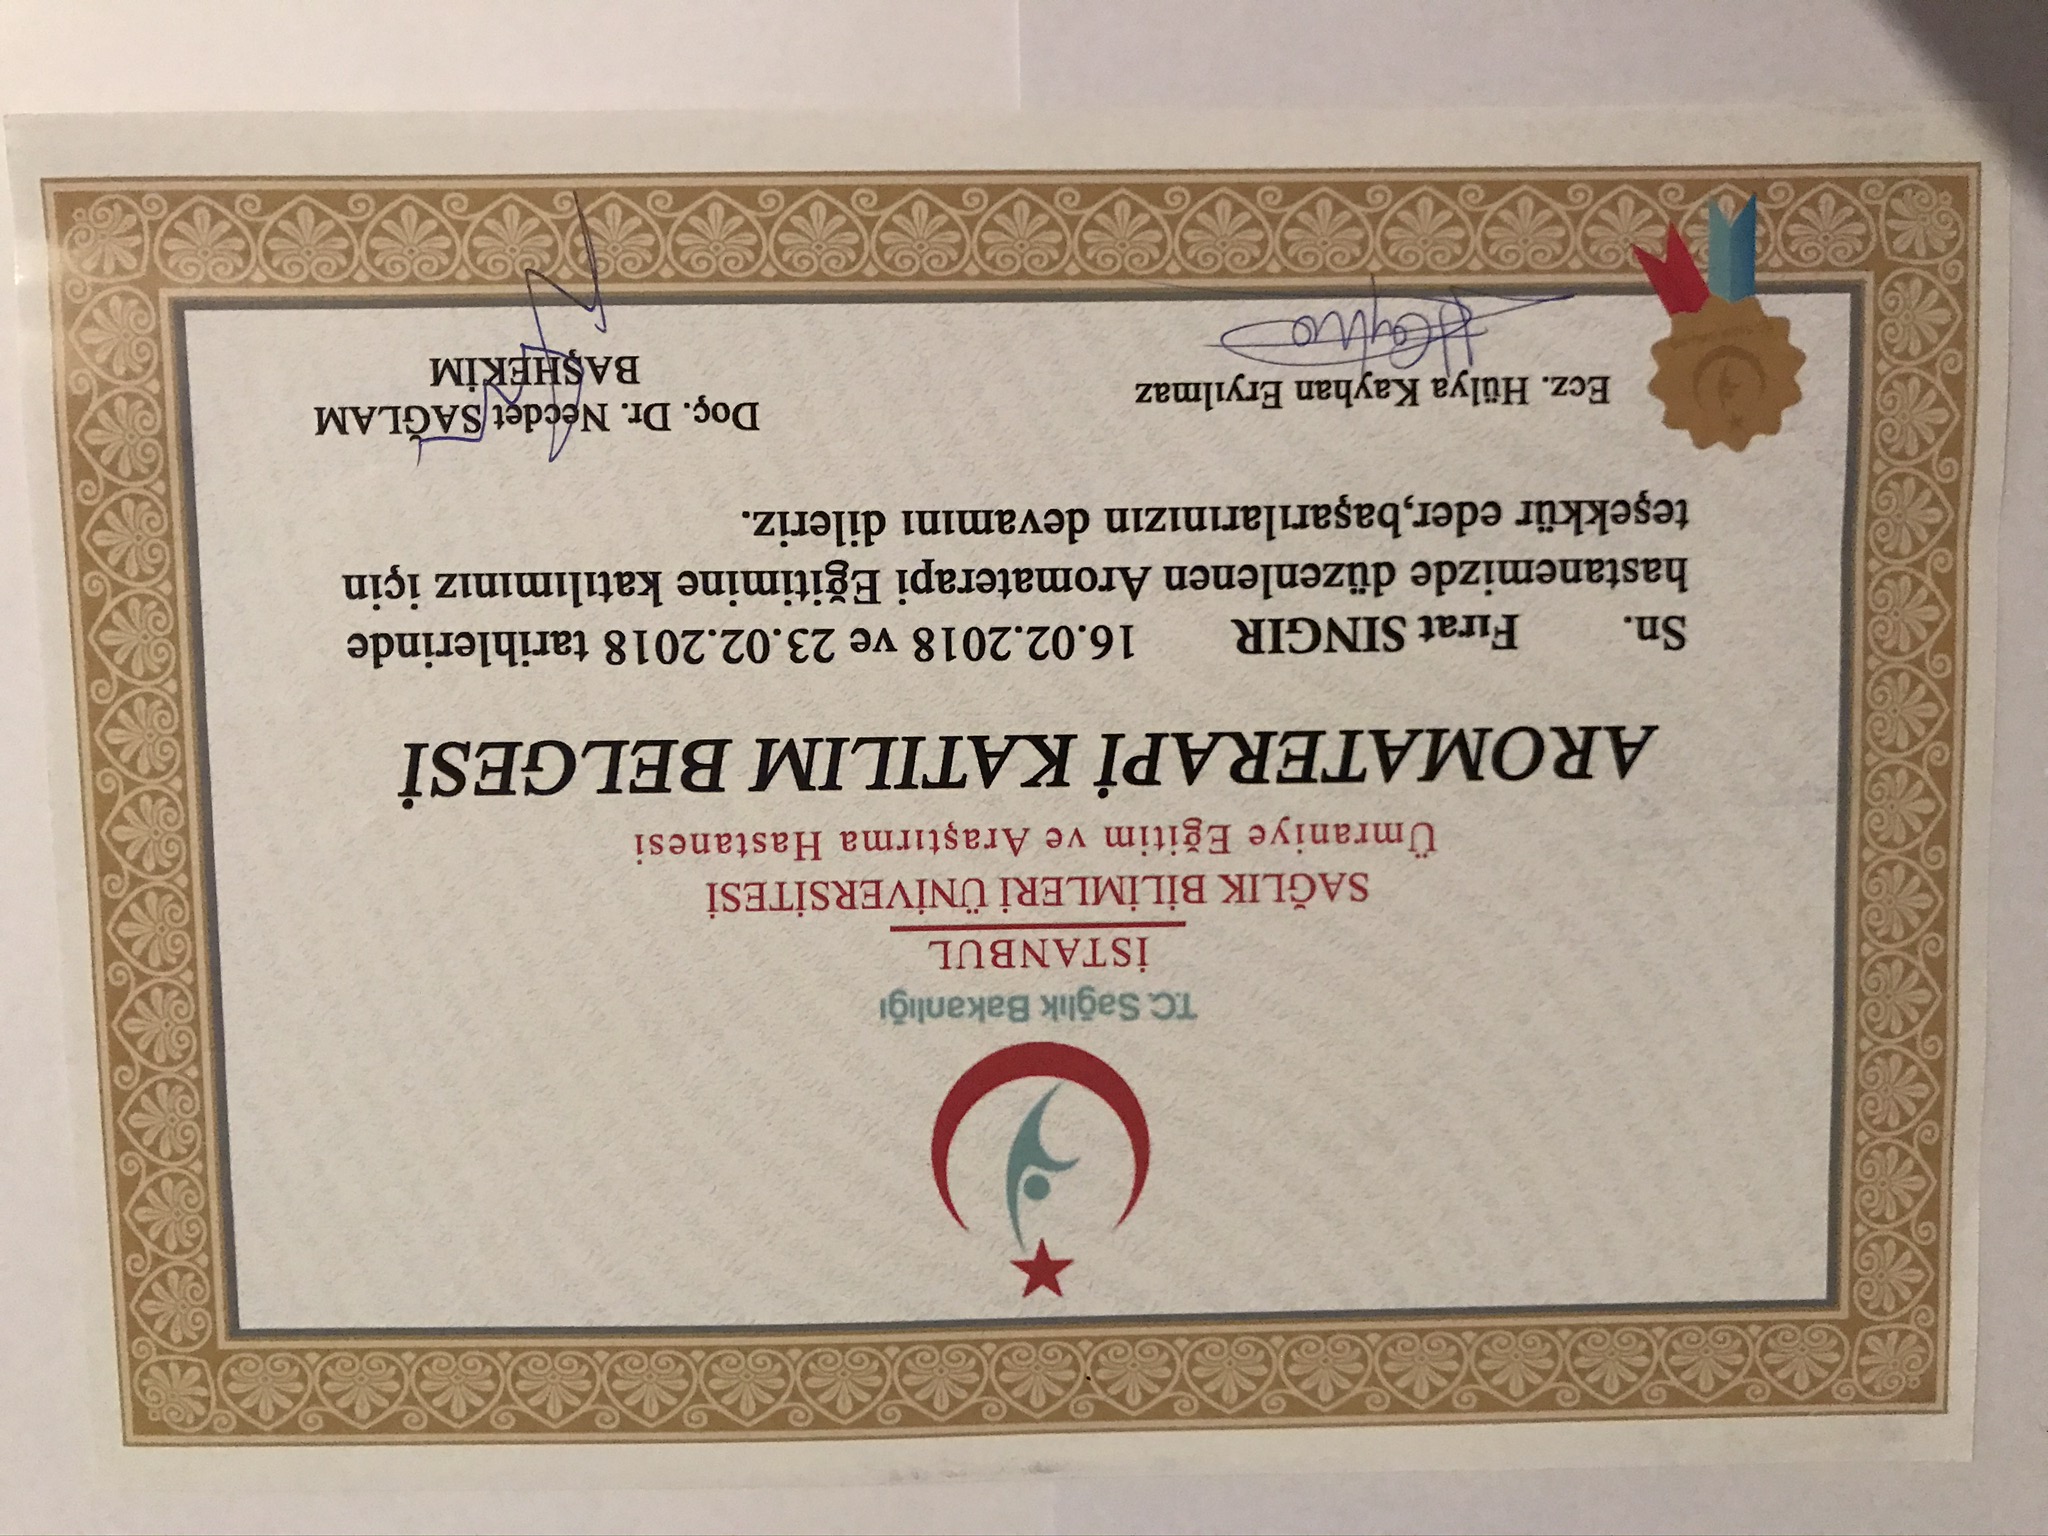 T.C. Sağlık Bakanlığı
İSTANBUL
SAĞLIK BİLİMLERİ ÜNİVERSİTESİ
Ümraniye Eğitim ve Araştırma Hastanesi
AROMATERAPİ KATILIM BELGESİ
Sn. Fırat SINGIR 16.02.2018 ve 23.02.2018 tarihlerinde
hastanemizde düzenlenen Aromaterapi Eğitimine katılımınız için
teşekkür eder,başarılarınızın devamını dileriz.
Ecz. Hülya Kayhan Eryılmaz
Doç. Dr. Necdet SAĞLAM
BAŞHEKİM